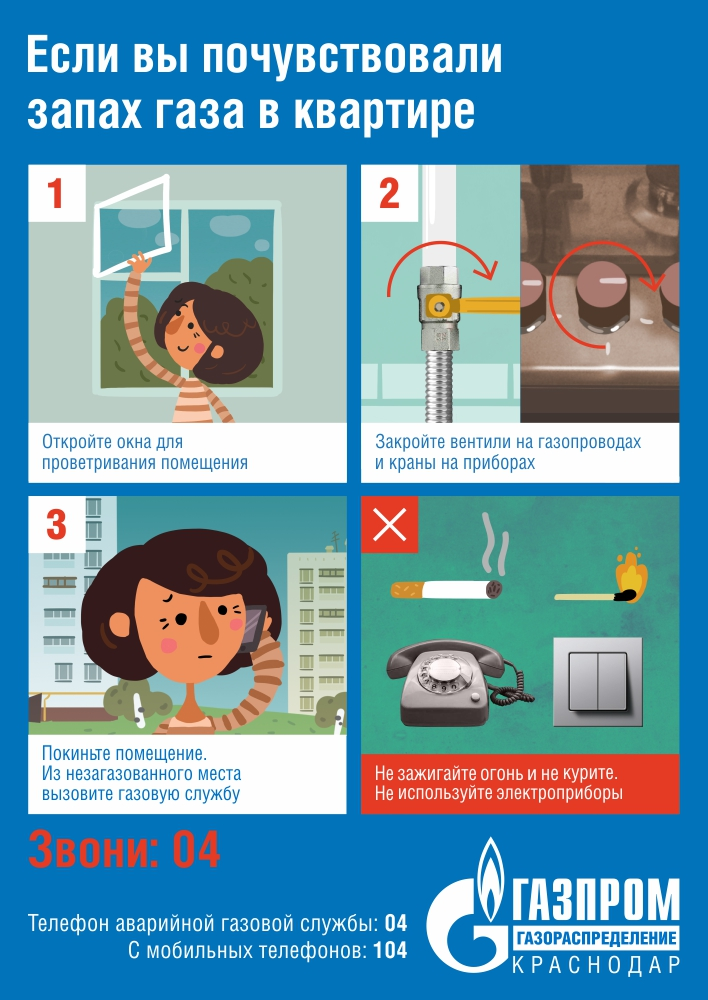 Если вы почувствовали
запах газа в квартире
1
2
Откройте окна для
проветривания помещения
Закройте вентили на газопроводах
и краны на приборах
3
Покиньте помещение.
Из незагазованного места
вызовите газовую службу
Не зажигайте огонь и не курите.
Не используйте электроприборы
Звони: 04
Телефон аварийной газовой службы: 04
С мобильных телефонов: 104
ГАЗПРОМ
ГАЗОРАСПРЕДЕЛЕНИЕ
КРАСНОДАР